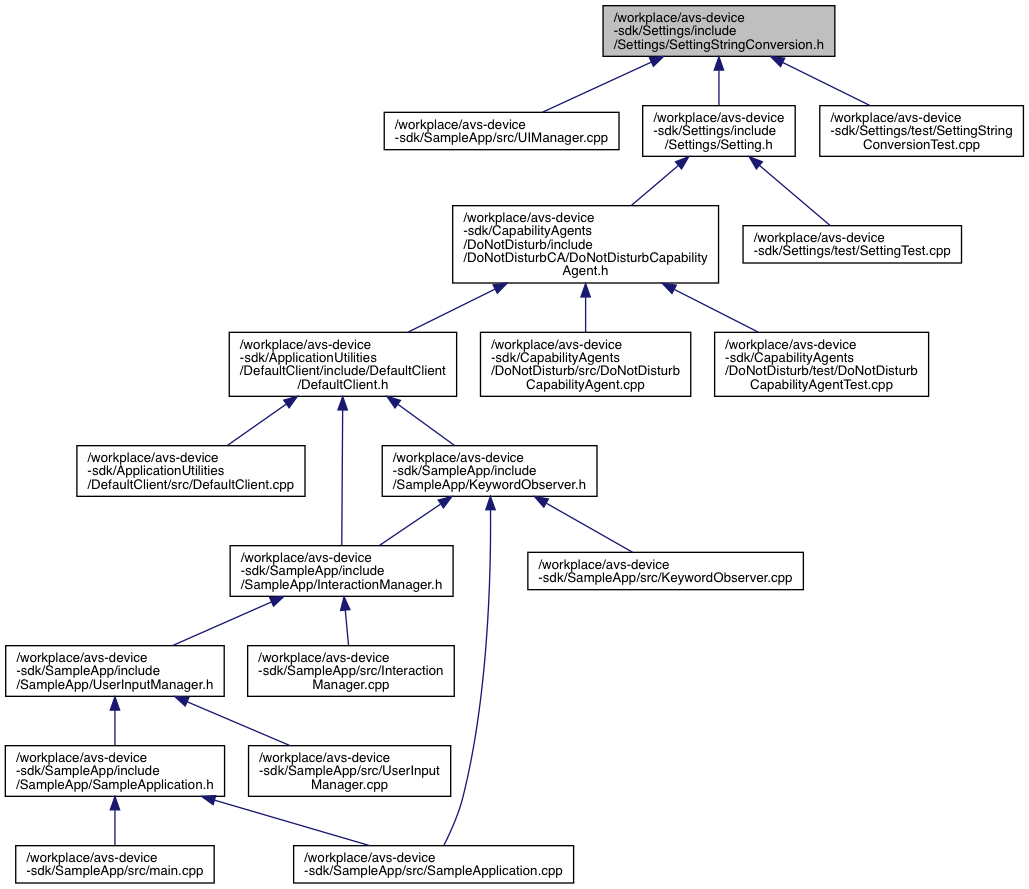 /workplace/avs-device
-sdk/Settings/include
/Settings/SettingStringConversion.h
/workplace/avs-device
-sdk/SampleApp/src/UIManager.cpp
/workplace/avs-device
-sdk/Settings/include
/Settings/Setting.h
/workplace/avs-device
-sdk/Settings/test/SettingString
ConversionTest.cpp
/workplace/avs-device
-sdk/CapabilityAgents
/DoNotDisturb/include
/DoNotDisturbCA/DoNotDisturbCapability
Agent.h
/workplace/avs-device
-sdk/Settings/test/SettingTest.cpp
/workplace/avs-device
-sdk/ApplicationUtilities
/DefaultClient/include/DefaultClient
/DefaultClient.h
/workplace/avs-device
-sdk/CapabilityAgents
/DoNotDisturb/src/DoNotDisturb
CapabilityAgent.cpp
/workplace/avs-device
-sdk/CapabilityAgents
/DoNotDisturb/test/DoNotDisturb
CapabilityAgentTest.cpp
/workplace/avs-device
-sdk/ApplicationUtilities
/DefaultClient/src/DefaultClient.cpp
/workplace/avs-device
-sdk/SampleApp/include
/SampleApp/KeywordObserver.h
/workplace/avs-device
-sdk/SampleApp/include
/SampleApp/InteractionManager.h
/workplace/avs-device
-sdk/SampleApp/src/KeywordObserver.cpp
/workplace/avs-device
-sdk/SampleApp/include
/SampleApp/UserInputManager.h
/workplace/avs-device
-sdk/SampleApp/src/Interaction
Manager.cpp
/workplace/avs-device
-sdk/SampleApp/include
/SampleApp/SampleApplication.h
/workplace/avs-device
-sdk/SampleApp/src/UserInput
Manager.cpp
/workplace/avs-device
-sdk/SampleApp/src/main.cpp
/workplace/avs-device
-sdk/SampleApp/src/SampleApplication.cpp